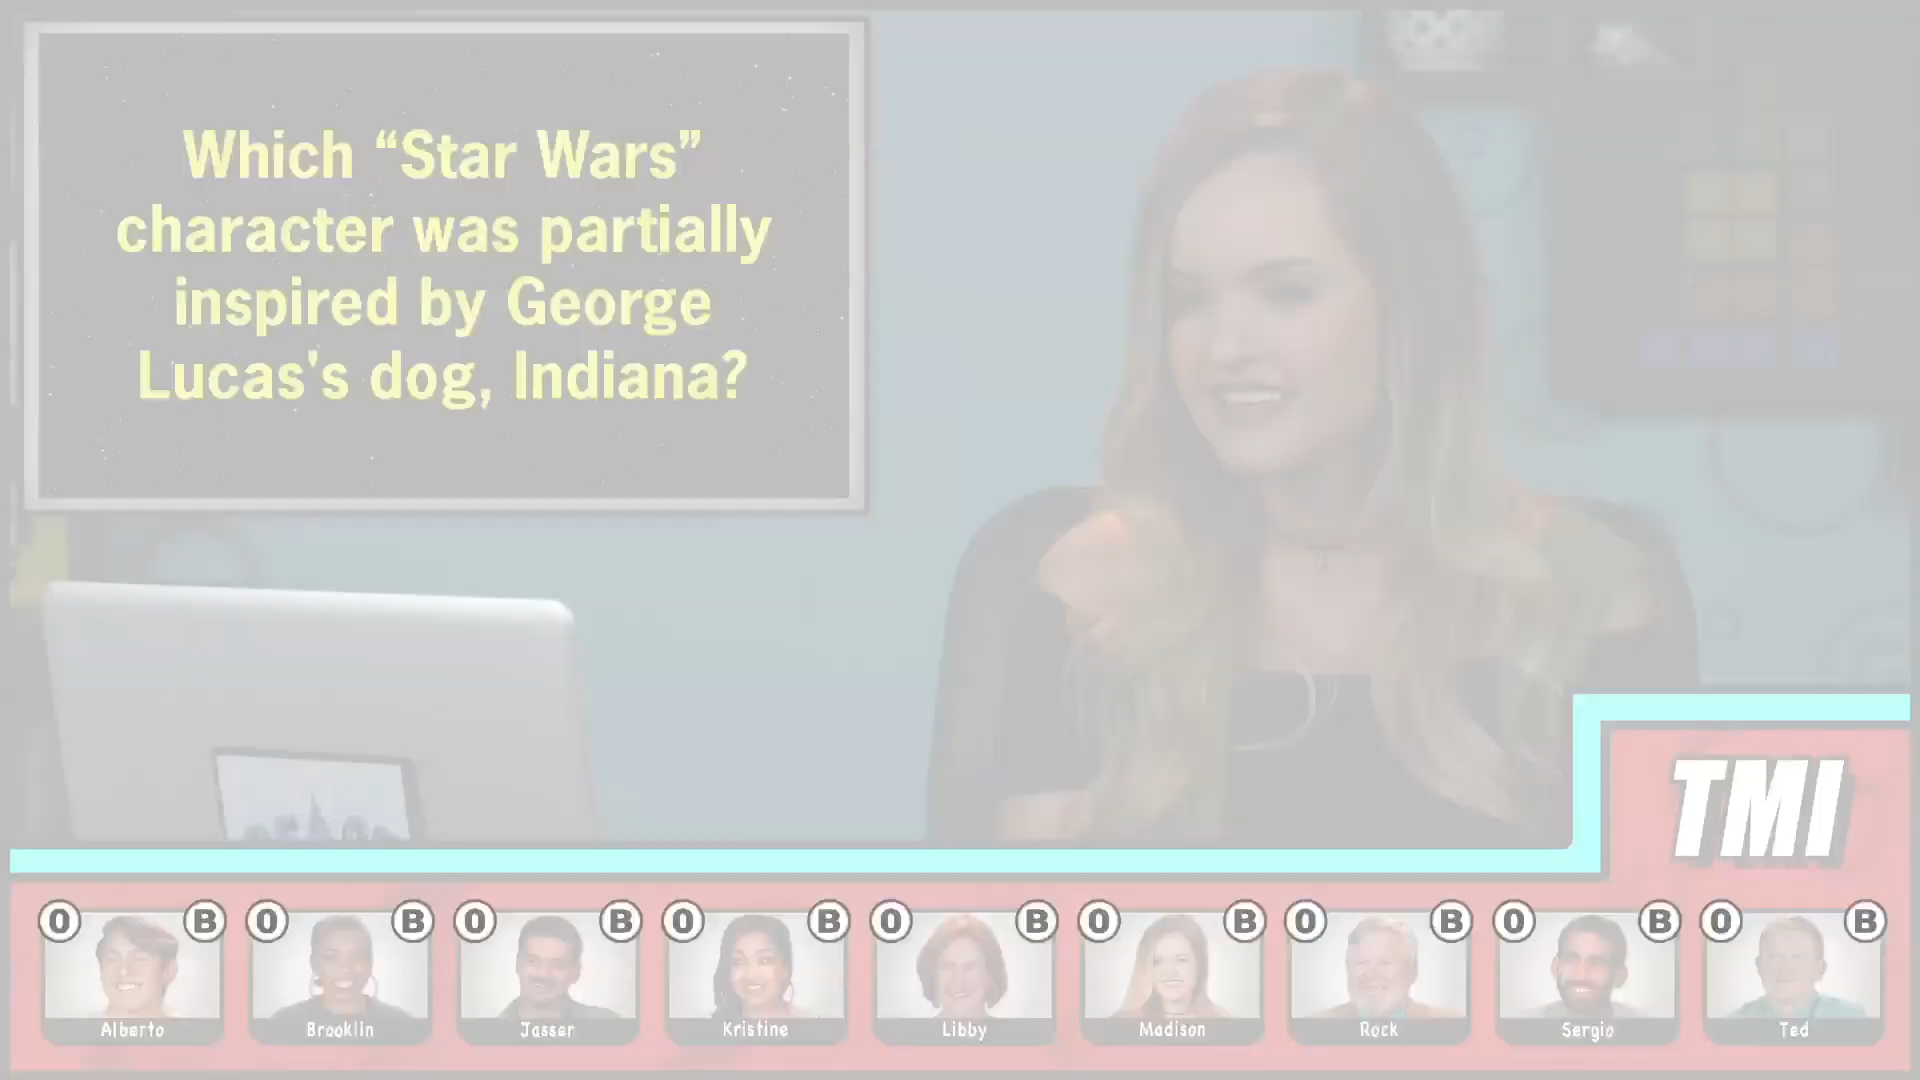 Which “Star Wars”
character was partially
inspired by George
Lucas's dog, Indiana?
TMI
0 B 0 B 0 B 0 B 0 B 0 B 0 B 0 B 0 B
Alberto Brooklin Jasser Kristine Libby Madison Rock Sergio Ted